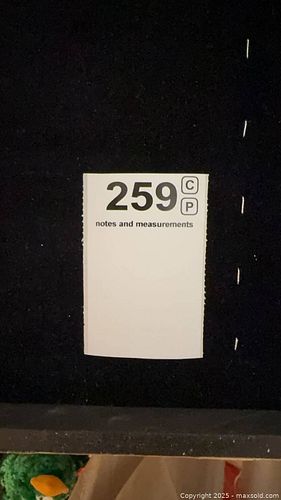 259 C
P
notes and measurements
Copyright 2025 - maxsold.com